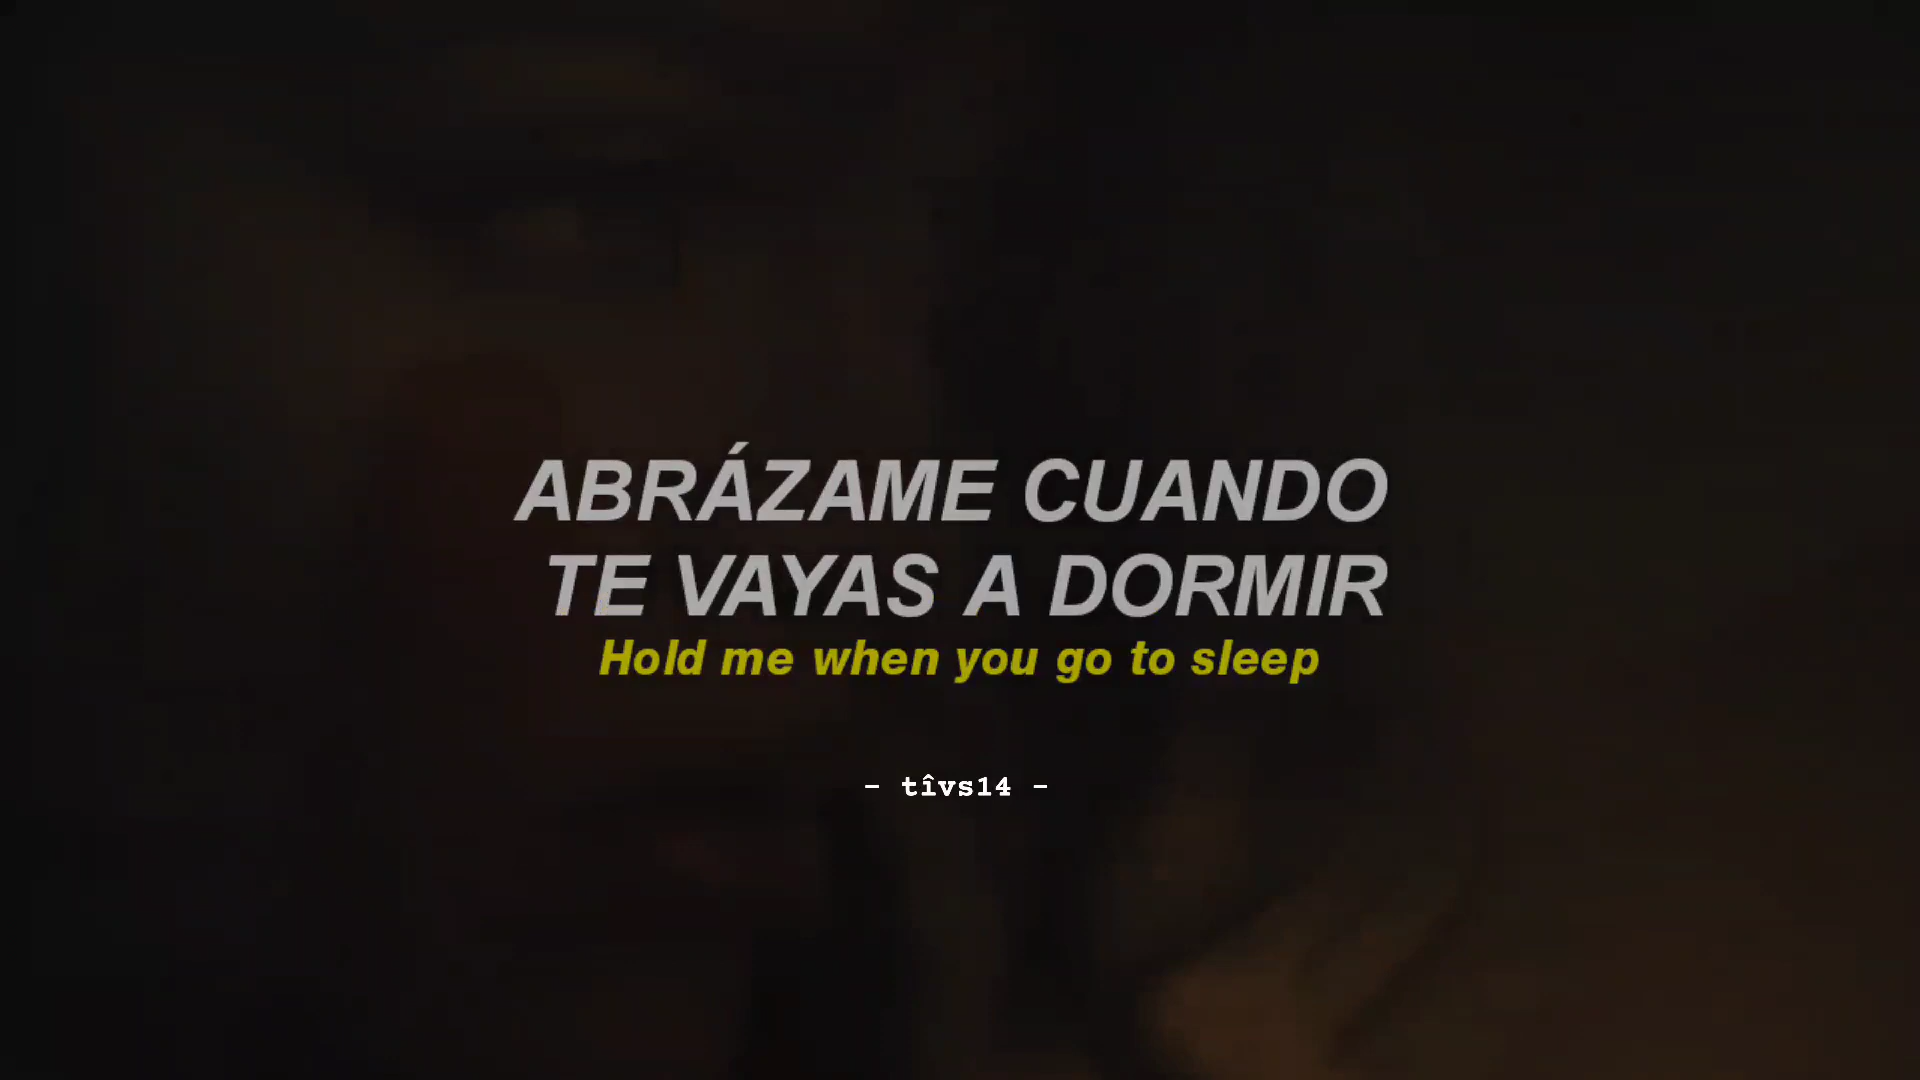 ABRÁZAME CUANDO
TE VAYAS A DORMIR
Hold me when you go to sleep
- tîvs14 -